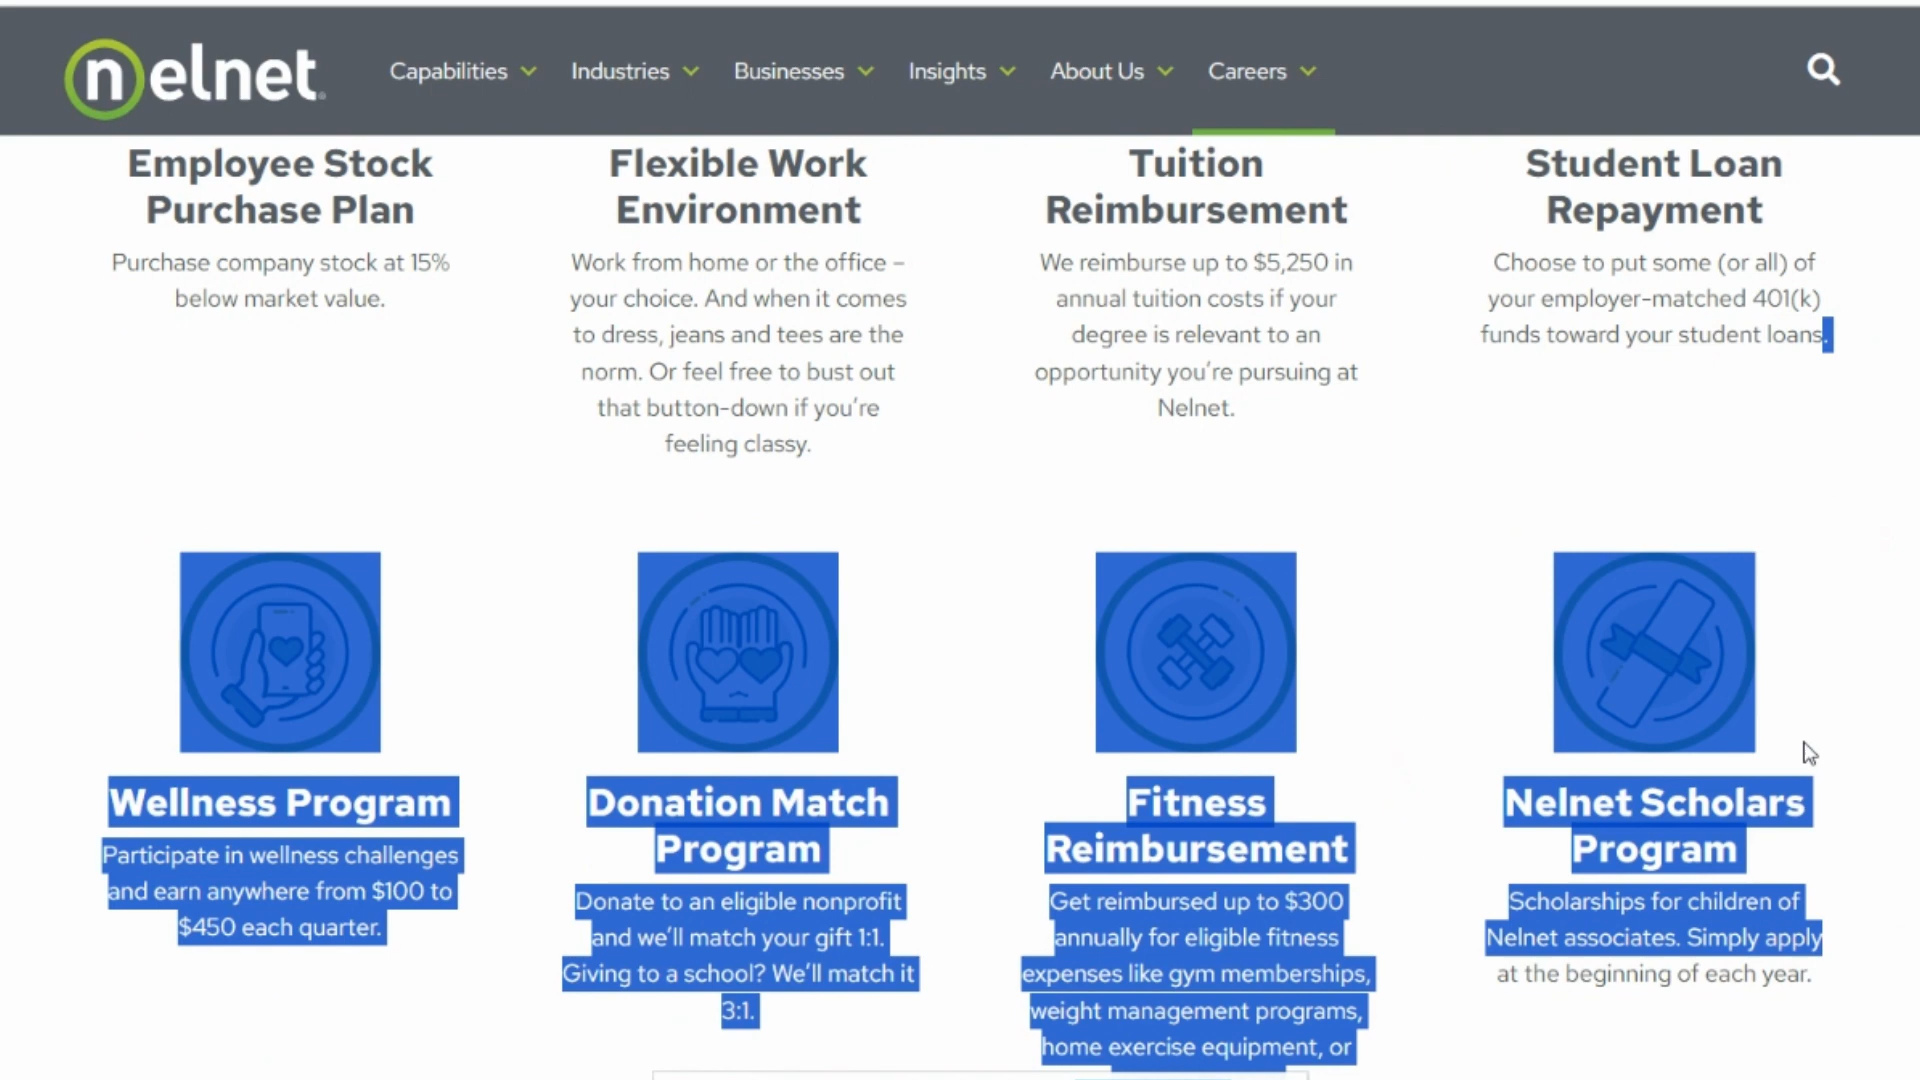 nelnet
Capabilities
Industries
Businesses
Insights
About Us
Careers
Employee Stock
Purchase Plan
Purchase company stock at 15%
below market value.
Flexible Work
Environment
Work from home or the office –
your choice. And when it comes
to dress, jeans and tees are the
norm. Or feel free to bust out
that button-down if you’re
feeling classy.
Tuition
Reimbursement
We reimburse up to $5,250 in
annual tuition costs if your
degree is relevant to an
opportunity you’re pursuing at
Nelnet.
Student Loan
Repayment
Choose to put some (or all) of
your employer-matched 401(k)
funds toward your student loans.
Wellness Program
Participate in wellness challenges
and earn anywhere from $100 to
$450 each quarter.
Donation Match
Program
Donate to an eligible nonprofit
and we’ll match your gift 1:1.
Giving to a school? We’ll match it
3:1.
Fitness
Reimbursement
Get reimbursed up to $300
annually for eligible fitness
expenses like gym memberships,
weight management programs,
home exercise equipment, or
Nelnet Scholars
Program
Scholarships for children of
Nelnet associates. Simply apply
at the beginning of each year.